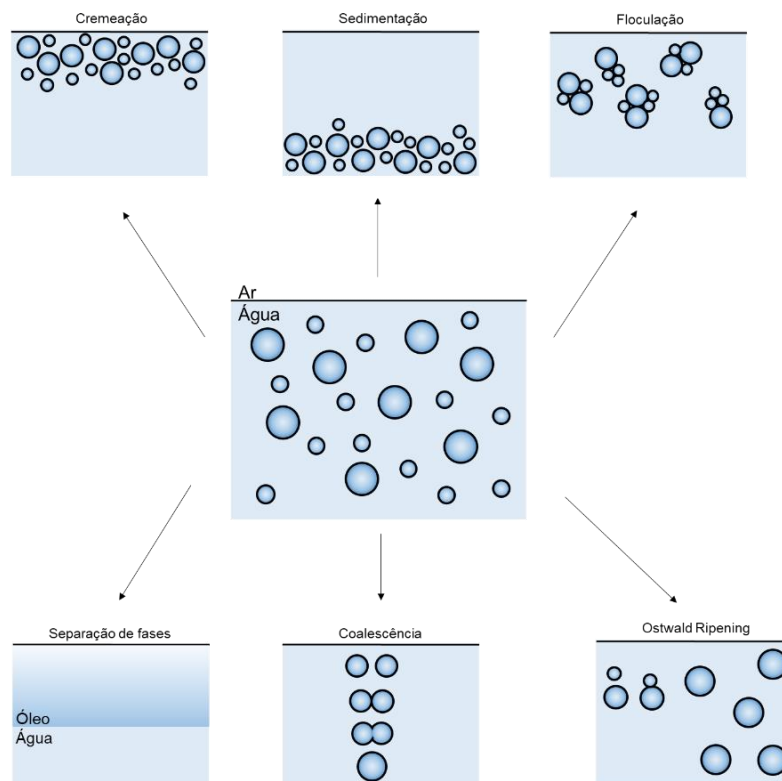 Cremeação
Sedimentação
Floculação
Ar
Água
Separação de fases
Coalescência
Ostwald Ripening
Óleo
Água